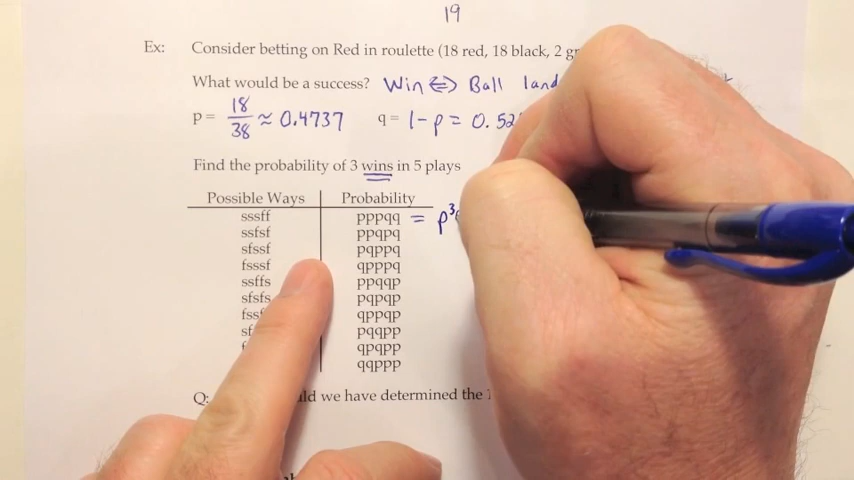 19
Ex: Consider betting on Red in roulette (18 red, 18 black, 2 gr
What would be a success? Win ⇔ Ball land
p = 18/38 ≈ 0.4737 q = 1-p = 0.52
Find the probability of 3 wins in 5 plays
Possible Ways Probability
sssff pppqq = p³
ssfsf ppqpq
sfssf pqppq
fsssf qpppq
ssffs ppqqp
sfsfs pqpqp
fss qppqp
sf pqqpp
qpqpp
qqppp
Q: uld we have determined the